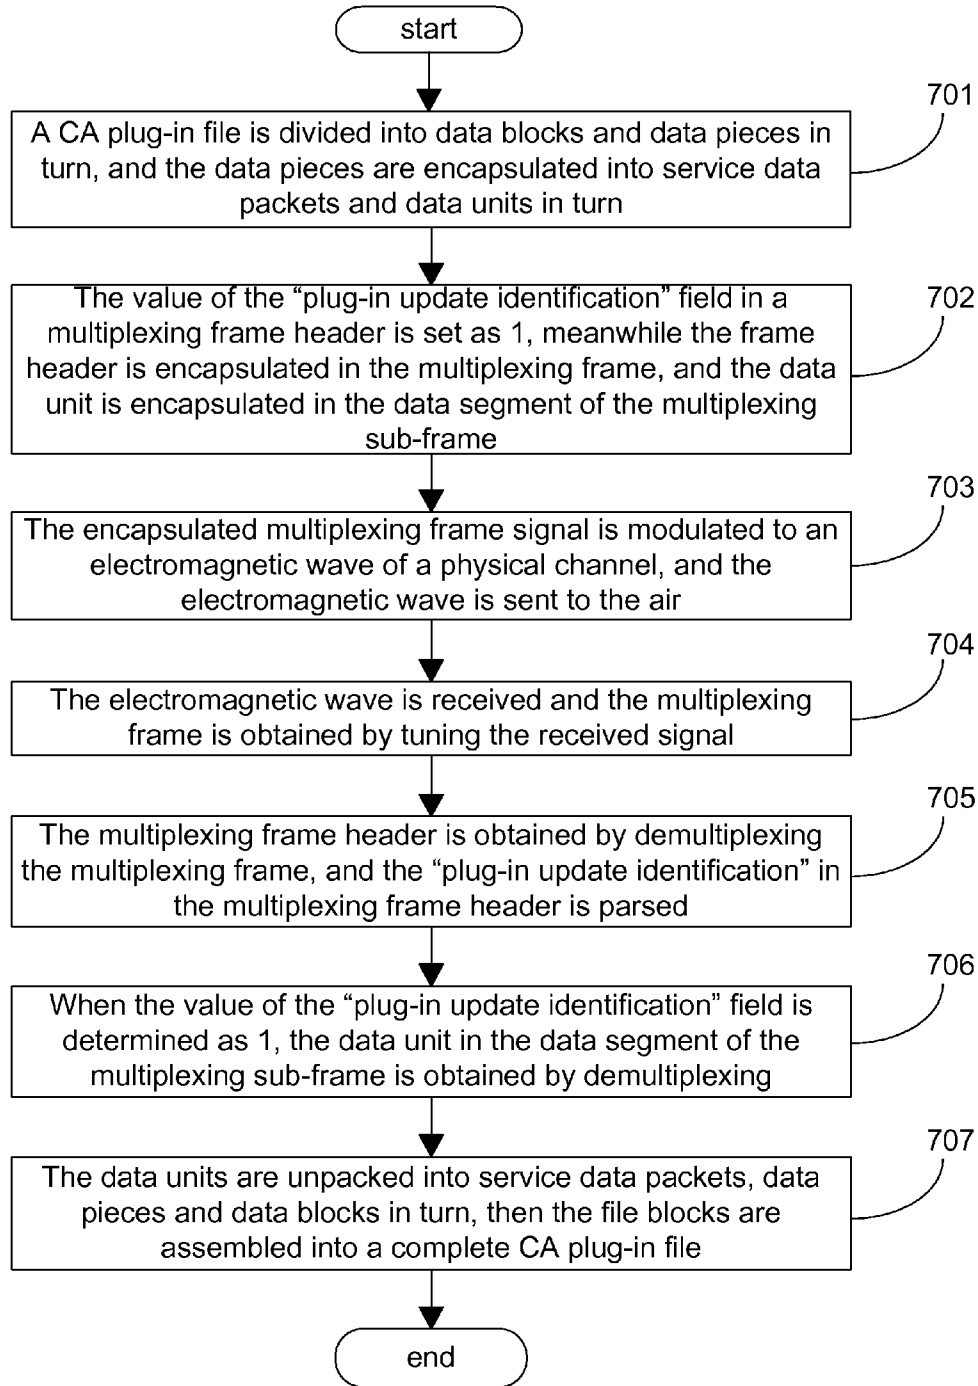 start
701
A CA plug-in file is divided into data blocks and data pieces in
turn, and the data pieces are encapsulated into service data
packets and data units in turn
702
The value of the “plug-in update identification” field in a
multiplexing frame header is set as 1, meanwhile the frame
header is encapsulated in the multiplexing frame, and the data
unit is encapsulated in the data segment of the multiplexing
sub-frame
703
The encapsulated multiplexing frame signal is modulated to an
electromagnetic wave of a physical channel, and the
electromagnetic wave is sent to the air
704
The electromagnetic wave is received and the multiplexing
frame is obtained by tuning the received signal
705
The multiplexing frame header is obtained by demultiplexing
the multiplexing frame, and the “plug-in update identification” in
the multiplexing frame header is parsed
706
When the value of the “plug-in update identification” field is
determined as 1, the data unit in the data segment of the
multiplexing sub-frame is obtained by demultiplexing
707
The data units are unpacked into service data packets, data
pieces and data blocks in turn, then the file blocks are
assembled into a complete CA plug-in file
end